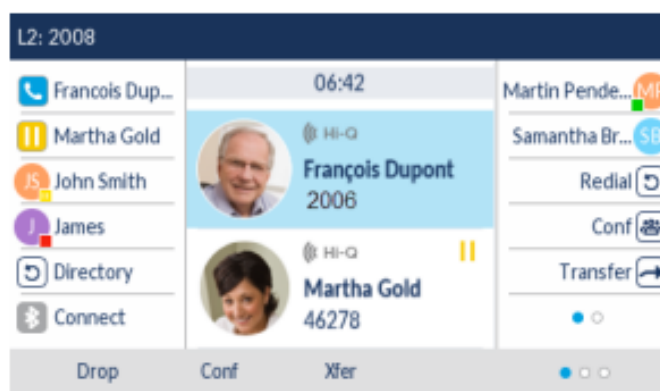 L2: 2008
Francois Dup...
Martha Gold
JS John Smith
J James
Directory
Connect
06:42
Hi-Q
François Dupont
2006
Hi-Q
Martha Gold
46278
Martin Pende... MP
Samantha Br... SB
Redial
Conf
Transfer
Drop Conf Xfer